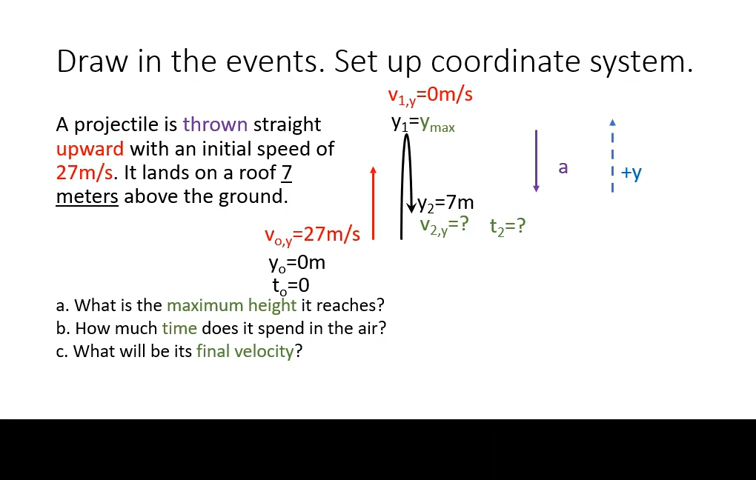 Draw in the events. Set up coordinate system.
v1,y=0m/s
y1=ymax
A projectile is thrown straight
upward with an initial speed of
27m/s. It lands on a roof 7
meters above the ground.
a
+y
y2=7m
v2,y=? t2=?
vo,y=27m/s
yo=0m
to=0
a. What is the maximum height it reaches?
b. How much time does it spend in the air?
c. What will be its final velocity?